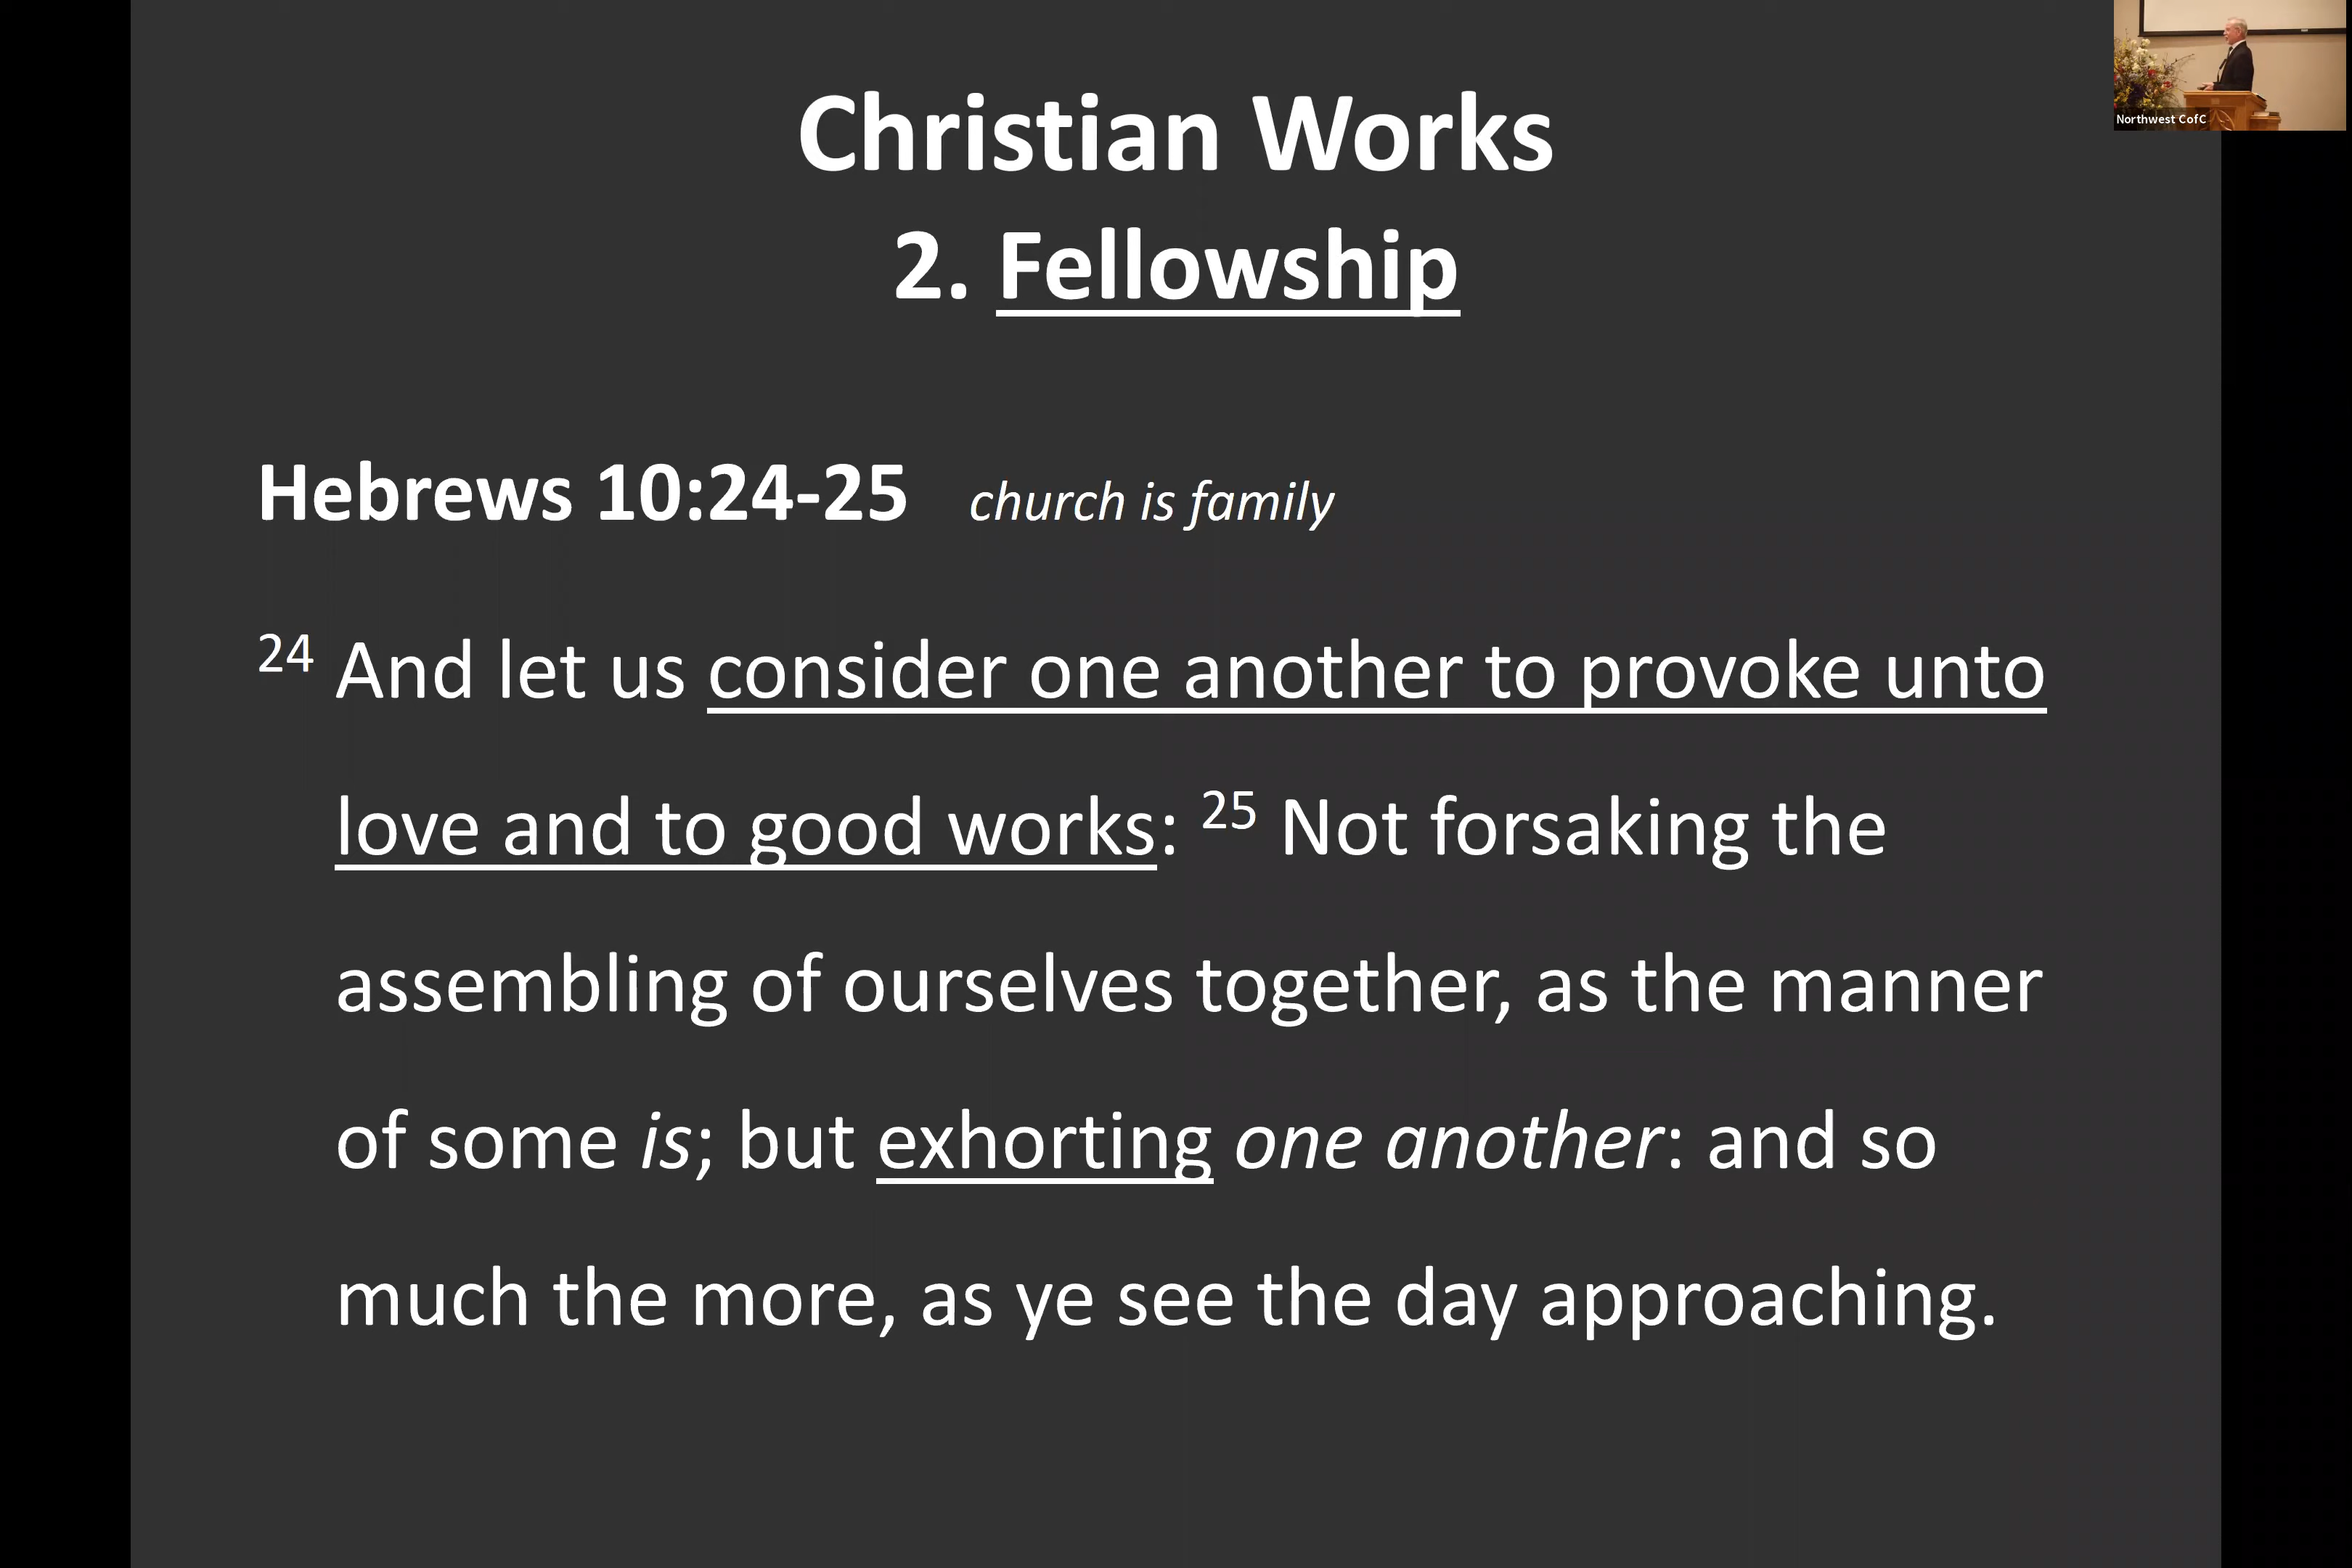 Christian Works
2. Fellowship
Northwest CofC
Hebrews 10:24-25 church is family
24 And let us consider one another to provoke unto
love and to good works: 25 Not forsaking the
assembling of ourselves together, as the manner
of some is; but exhorting one another: and so
much the more, as ye see the day approaching.